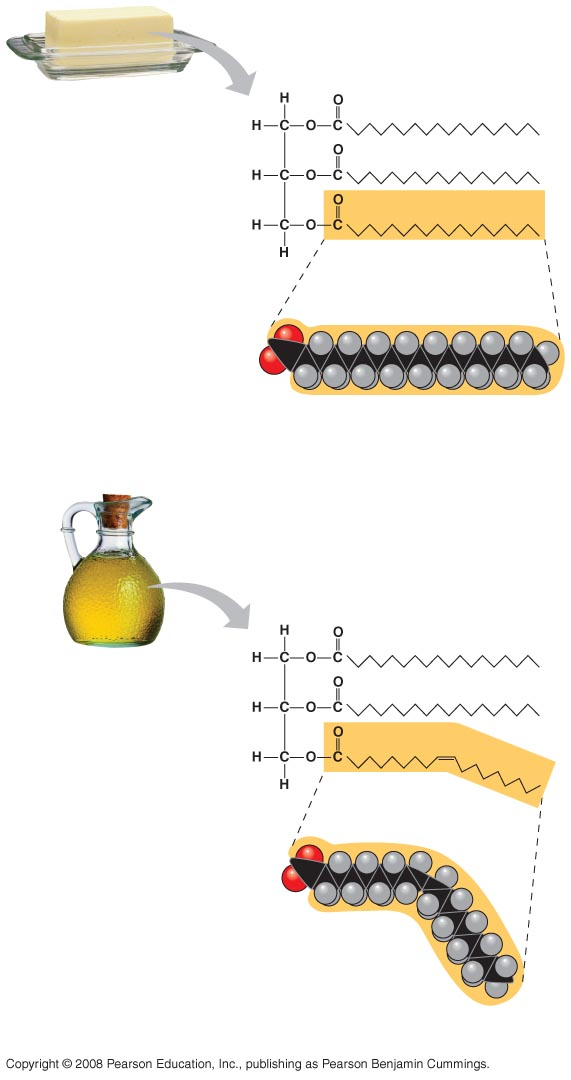 H
O
H—C—O—C
O
H—C—O—C
O
H—C—O—C
H
H
O
H—C—O—C
O
H—C—O—C
O
H—C—O—C
H
Copyright © 2008 Pearson Education, Inc., publishing as Pearson Benjamin Cummings.